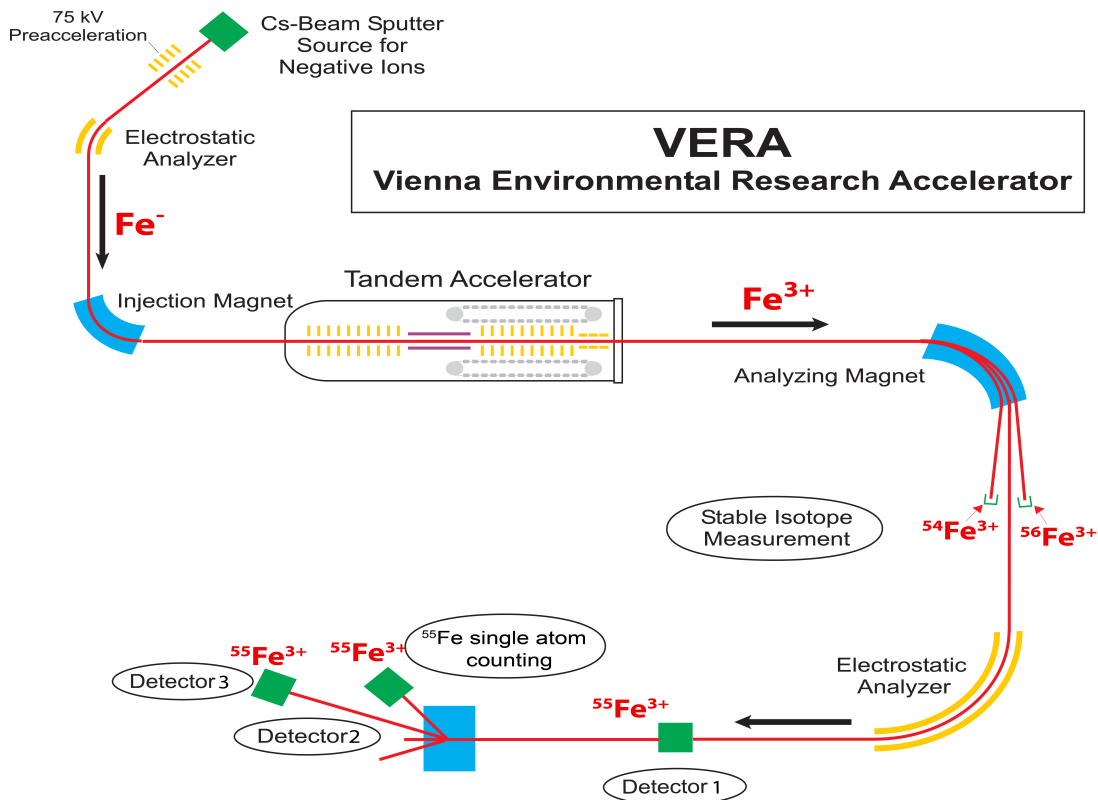 75 kV
Preacceleration
Cs-Beam Sputter
Source for
Negative Ions
Electrostatic
Analyzer
VERA
Vienna Environmental Research Accelerator
Fe⁻
Injection Magnet
Tandem Accelerator
Fe³⁺
Analyzing Magnet
Stable Isotope
Measurement
⁵⁴Fe³⁺
⁵⁶Fe³⁺
⁵⁵Fe³⁺
⁵⁵Fe³⁺
⁵⁵Fe single atom
counting
Detector 3
Detector 2
Electrostatic
Analyzer
⁵⁵Fe³⁺
Detector 1